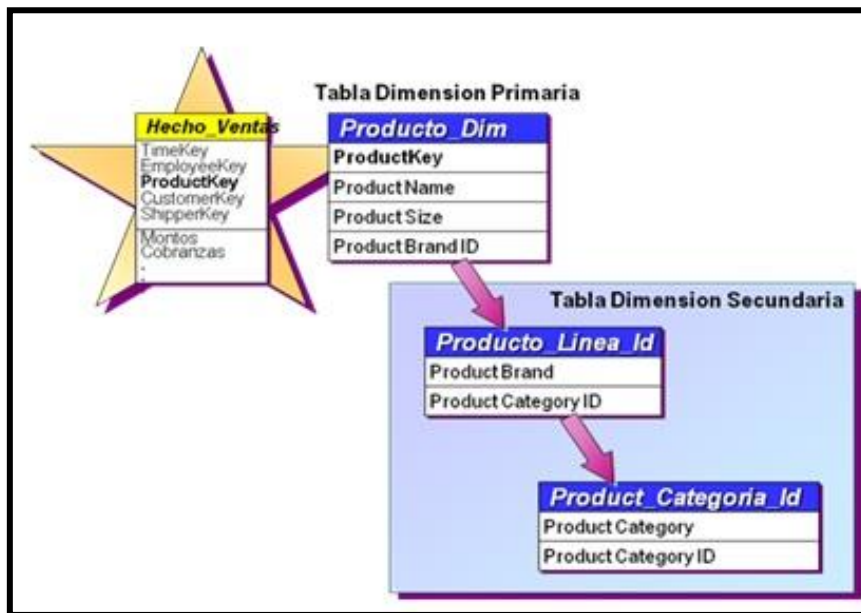 Tabla Dimension Primaria
Hecho_Ventas
TimeKey
EmployeeKey
ProductKey
CustomerKey
ShipperKey
Montos
Cobranzas
:
Producto_Dim
ProductKey
Product Name
Product Size
Product Brand ID
Tabla Dimension Secundaria
Producto_Linea_Id
Product Brand
Product Category ID
Product_Categoria_Id
Product Category
Product Category ID